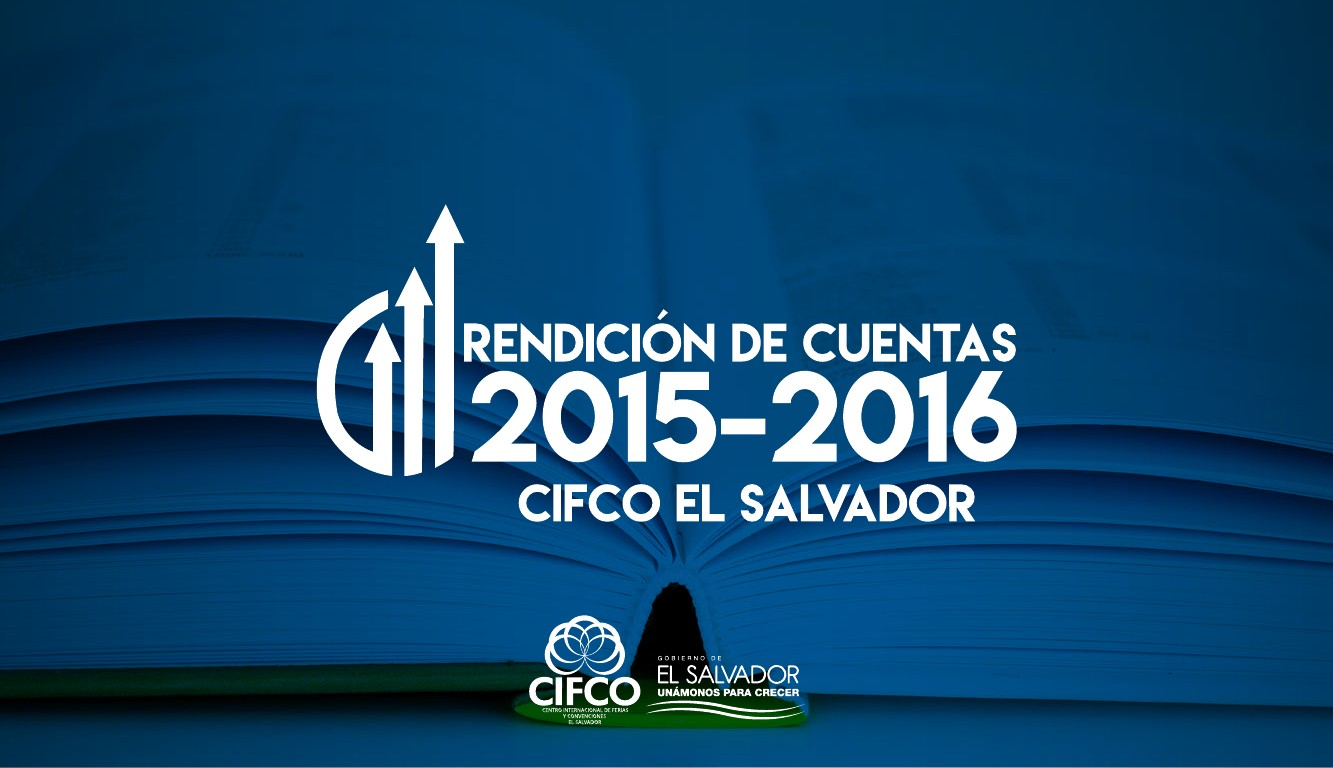 RENDICIÓN DE CUENTAS
2015-2016
CIFCO EL SALVADOR
CIFCO
CENTRO INTERNACIONAL DE FERIAS
Y CONVENCIONES
EL SALVADOR
GOBIERNO DE
EL SALVADOR
UNÁMONOS PARA CRECER